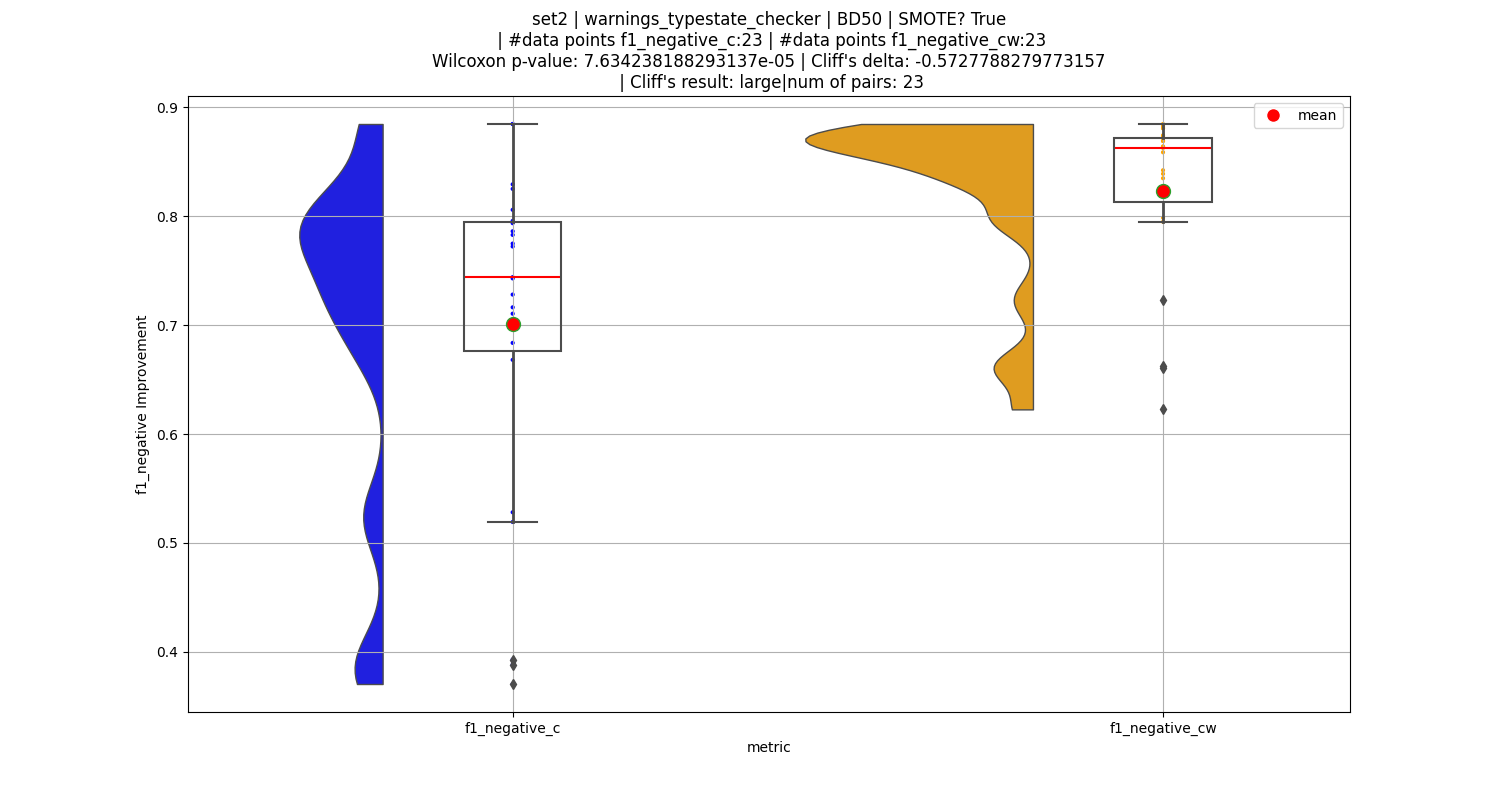 set2 | warnings_typestate_checker | BD50 | SMOTE? True
| #data points f1_negative_c:23 | #data points f1_negative_cw:23
Wilcoxon p-value: 7.634238188293137e-05 | Cliff's delta: -0.5727788279773157
| Cliff's result: large|num of pairs: 23
mean
0.9
0.8
0.7
0.6
0.5
0.4
f1_negative Improvement
f1_negative_c
f1_negative_cw
metric